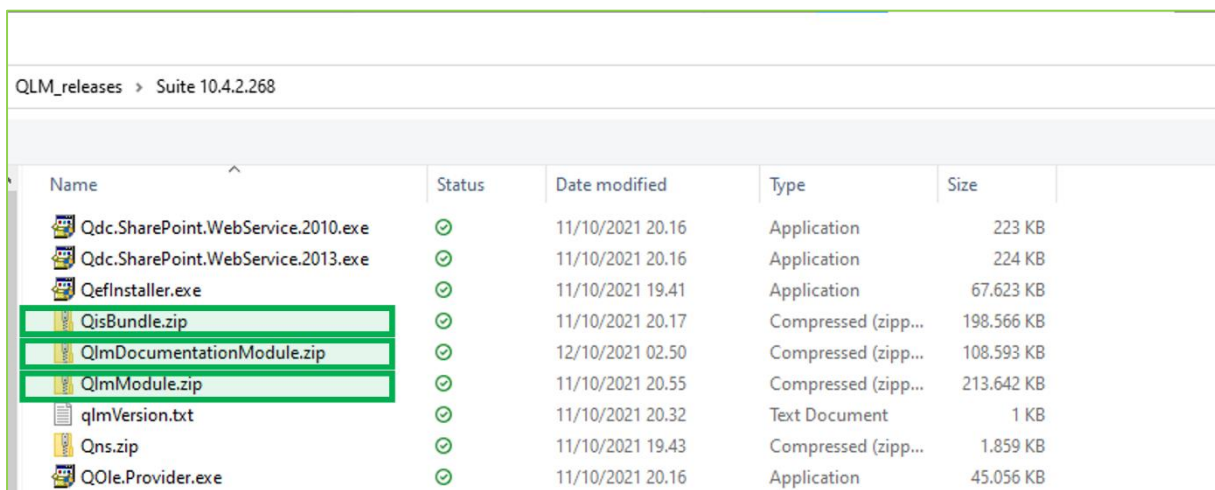 QLM_releases > Suite 10.4.2.268
Name Status Date modified Type Size
Qdc.SharePoint.WebService.2010.exe 11/10/2021 20.16 Application 223 KB
Qdc.SharePoint.WebService.2013.exe 11/10/2021 20.16 Application 224 KB
QefInstaller.exe 11/10/2021 19.41 Application 67.623 KB
QisBundle.zip 11/10/2021 20.17 Compressed (zipp... 198.566 KB
QlmDocumentationModule.zip 12/10/2021 02.50 Compressed (zipp... 108.593 KB
QlmModule.zip 11/10/2021 20.55 Compressed (zipp... 213.642 KB
qlmVersion.txt 11/10/2021 20.32 Text Document 1 KB
Qns.zip 11/10/2021 19.43 Compressed (zipp... 1.859 KB
QOle.Provider.exe 11/10/2021 20.16 Application 45.056 KB